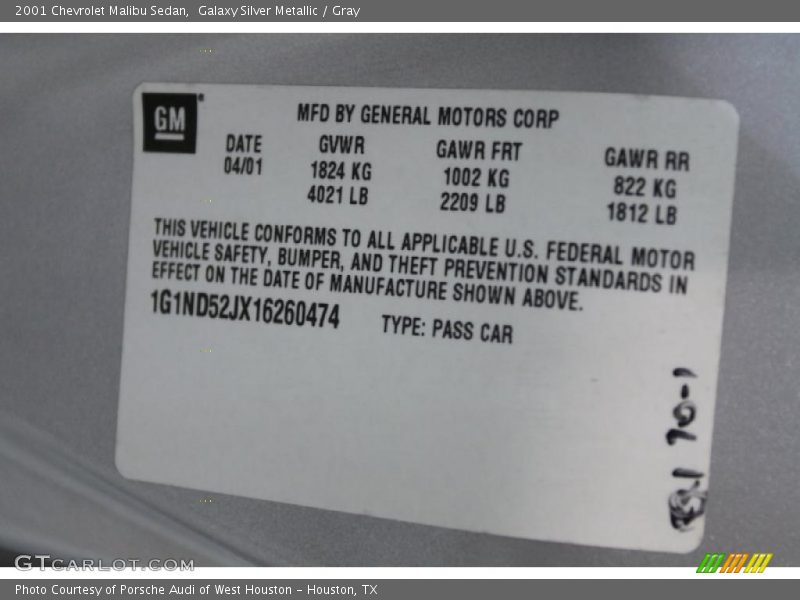 2001 Chevrolet Malibu Sedan, Galaxy Silver Metallic / Gray
GM
MFD BY GENERAL MOTORS CORP
DATE GVWR GAWR FRT GAWR RR
04/01 1824 KG 1002 KG 822 KG
4021 LB 2209 LB 1812 LB
THIS VEHICLE CONFORMS TO ALL APPLICABLE U.S. FEDERAL MOTOR
VEHICLE SAFETY, BUMPER, AND THEFT PREVENTION STANDARDS IN
EFFECT ON THE DATE OF MANUFACTURE SHOWN ABOVE.
1G1ND52JX16260474 TYPE: PASS CAR
GTCARLOT.COM
Photo Courtesy of Porsche Audi of West Houston - Houston, TX